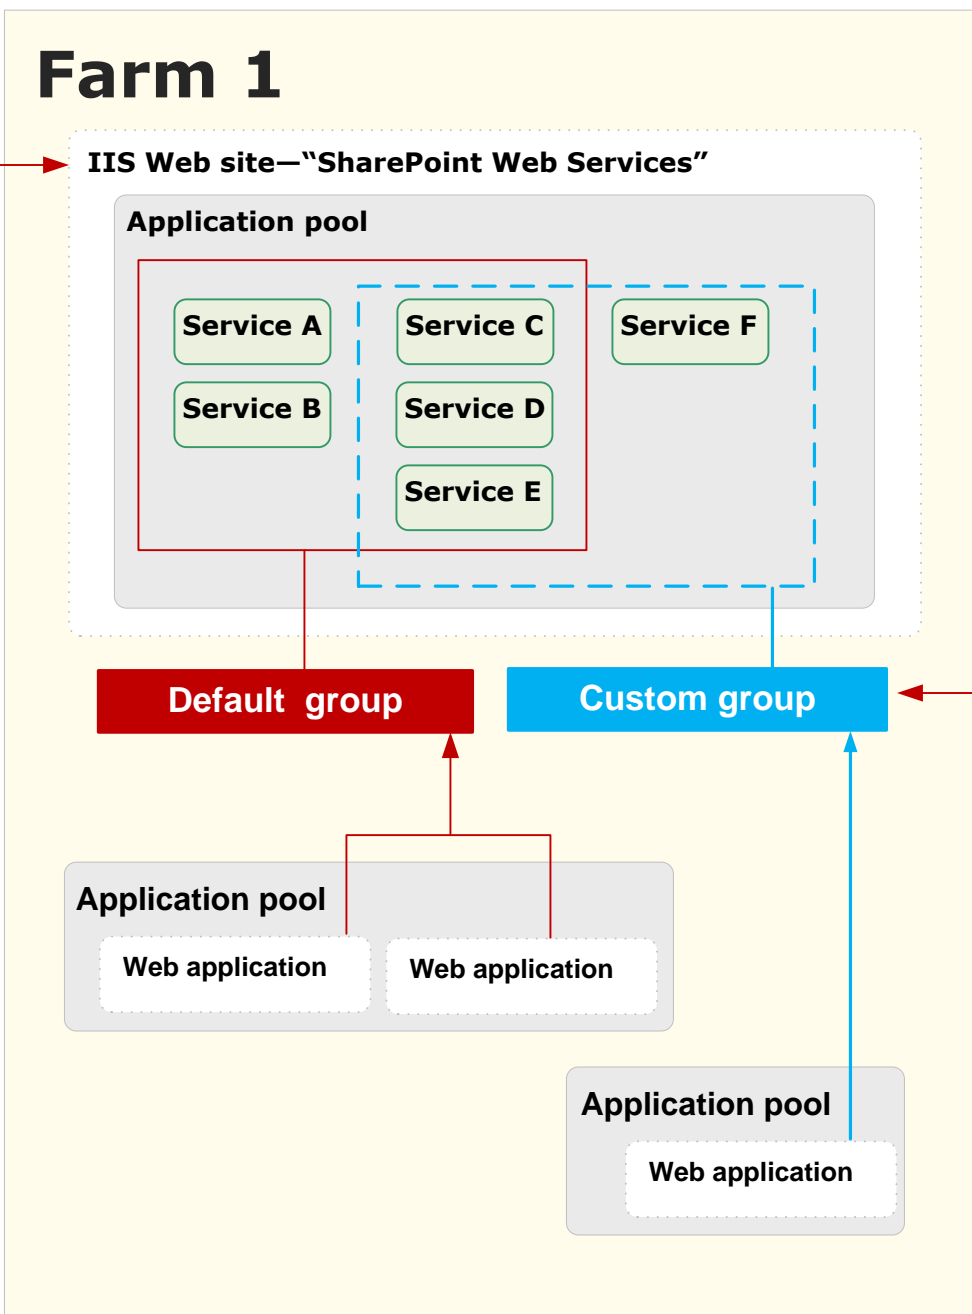 Farm 1
IIS Web site—“SharePoint Web Services”
Application pool
Service A
Service C
Service F
Service B
Service D
Service E
Default  group
Custom group
Application pool
Web application
Web application
Application pool
Web application